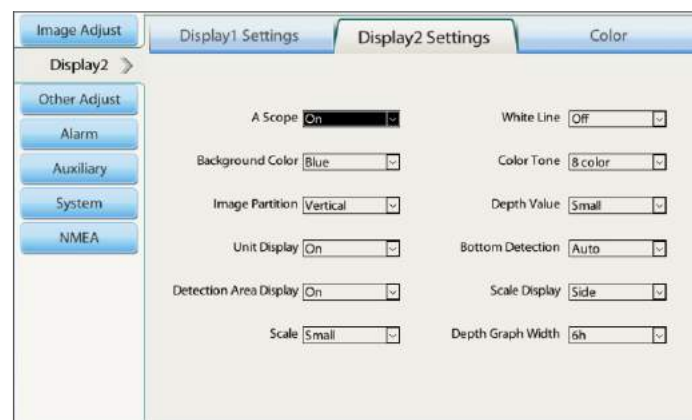 Image Adjust
Display2
Other Adjust
Alarm
Auxiliary
System
NMEA
Display1 Settings
Display2 Settings
Color
A Scope On
Background Color Blue
Image Partition Vertical
Unit Display On
Detection Area Display On
Scale Small
White Line Off
Color Tone 8 color
Depth Value Small
Bottom Detection Auto
Scale Display Side
Depth Graph Width 6h